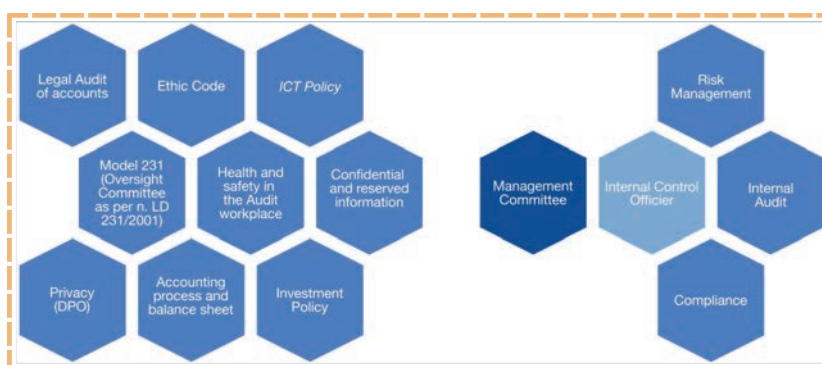 Legal Audit
of accounts
Ethic Code
ICT Policy
Risk
Management
Model 231
(Oversight
Committee
as per n. LD
231/2001)
Health and
safety in
the Audit
workplace
Confidential
and reserved
information
Management
Committee
Internal Control
Officier
Internal
Audit
Privacy
(DPO)
Accounting
process and
balance sheet
Investment
Policy
Compliance